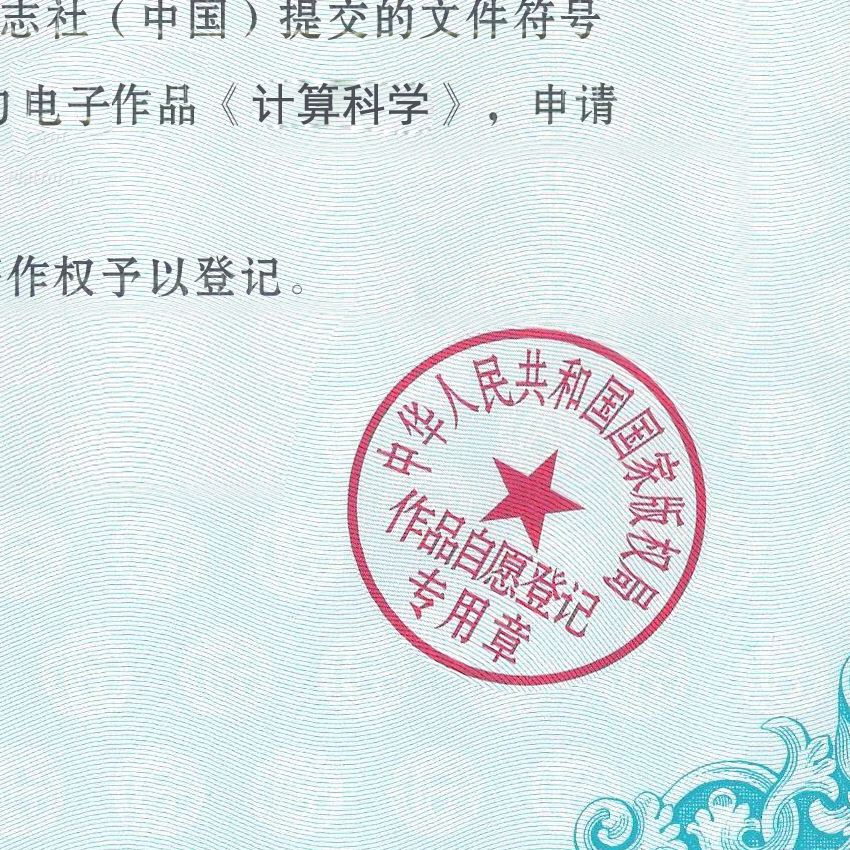 志社（中国）提交的文件符号
电子作品《计算科学》，申请
作权予以登记。
中华人民共和国国家版权局
作品自愿登记
专用章